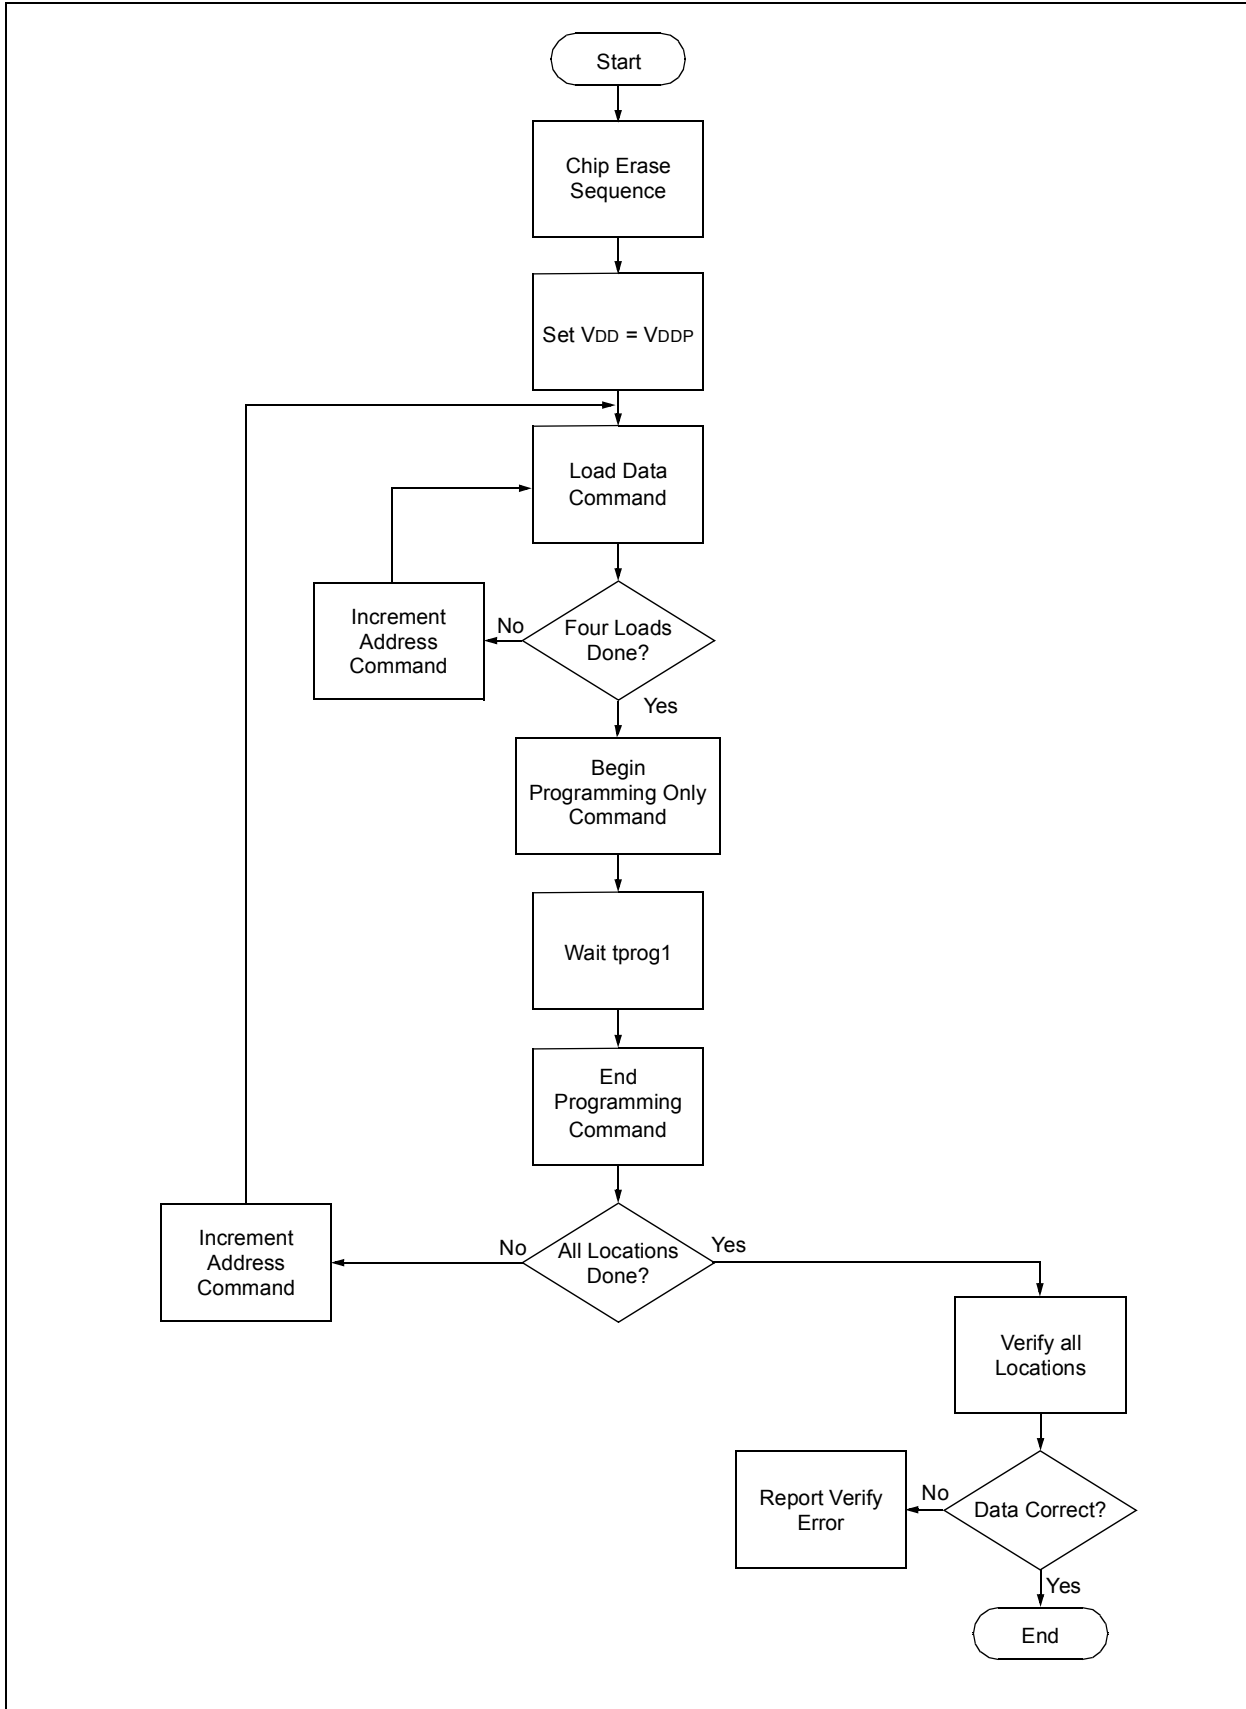 Start
Chip Erase
Sequence
Set VDD = VDDP
Load Data
Command
Increment
Address
Command
No
Four Loads
Done?
Yes
Begin
Programming Only
Command
Wait tprog1
End
Programming
Command
Increment
Address
Command
No
All Locations
Done?
Yes
Verify all
Locations
Report Verify
Error
No
Data Correct?
Yes
End